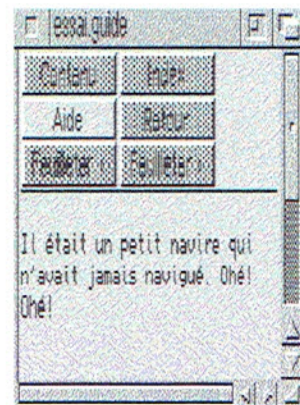 essai.guide
Contenu Index
Aide Retour
Feuilleter « Feuilleter »
Il était un petit navire qui
n'avait jamais navigué. Ohé!
Ohé!